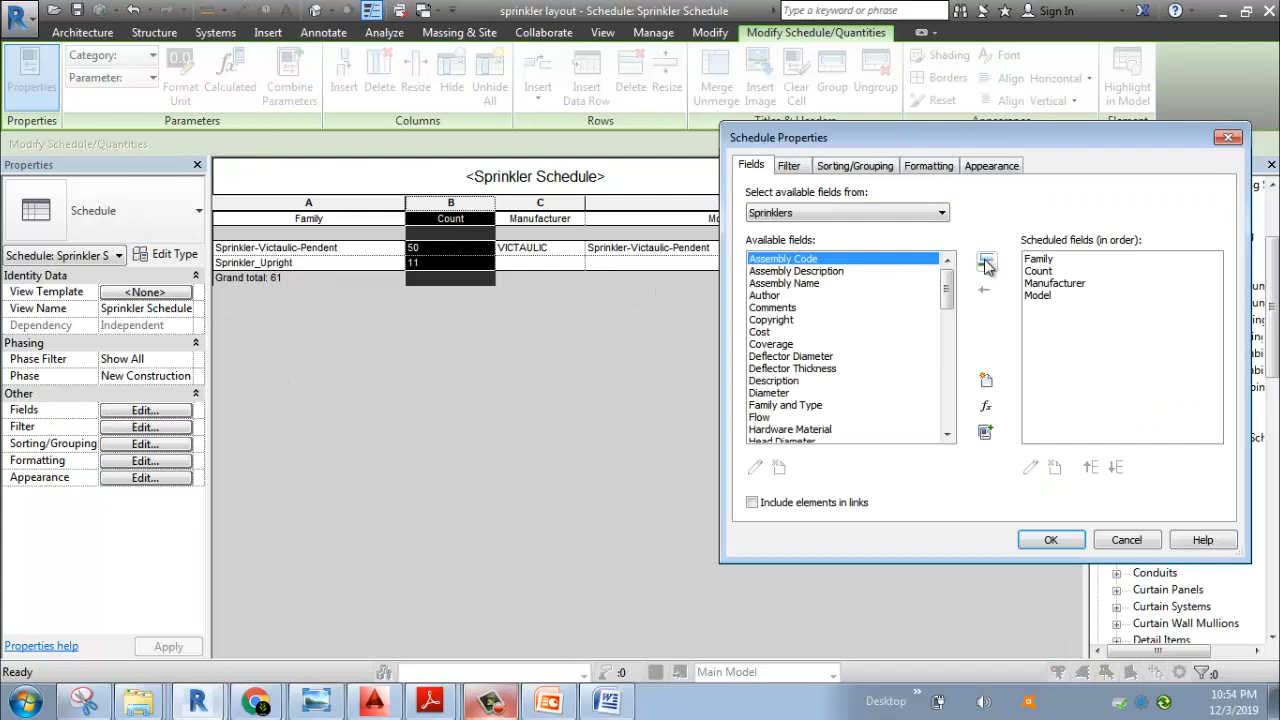 sprinkler layout - Schedule: Sprinkler Schedule
Type a keyword or phrase
Sign In
Architecture Structure Systems Insert Annotate Analyze Massing & Site Collaborate View Manage Modify Modify Schedule/Quantities
Properties
Category:
Parameter:
Format Unit
Calculated
Combine Parameters
Insert
Delete
Resize
Hide
Unhide All
Insert
Insert Data Row
Delete
Resize
Merge Unmerge
Insert Image
Clear Cell
Group
Ungroup
Shading
Borders
Reset
Font
Align Horizontal
Align Vertical
Highlight in Model
Properties Parameters Columns Rows Titles & Headers Appearance Element
Modify Schedule/Quantities
Properties
Schedule
Schedule: Sprinkler S
Edit Type
Identity Data
View Template <None>
View Name Sprinkler Schedule
Dependency Independent
Phasing
Phase Filter Show All
Phase New Construction
Other
Fields Edit...
Filter Edit...
Sorting/Grouping Edit...
Formatting Edit...
Appearance Edit...
Properties help
Apply
<Sprinkler Schedule>
A B C
Family Count Manufacturer
Sprinkler-Victaulic-Pendent 50 VICTAULIC Sprinkler-Victaulic-Pendent
Sprinkler_Upright 11
Grand total: 61
Schedule Properties
Fields Filter Sorting/Grouping Formatting Appearance
Select available fields from:
Sprinklers
Available fields:
Assembly Code
Assembly Description
Assembly Name
Author
Comments
Copyright
Cost
Coverage
Deflector Diameter
Deflector Thickness
Description
Diameter
Family and Type
Flow
Hardware Material
Head Diameter
Scheduled fields (in order):
Family
Count
Manufacturer
Model
Include elements in links
OK Cancel Help
Conduits
Curtain Panels
Curtain Systems
Curtain Wall Mullions
Detail Items
Ready
:0
Main Model
:0
Desktop
10:54 PM
12/3/2019